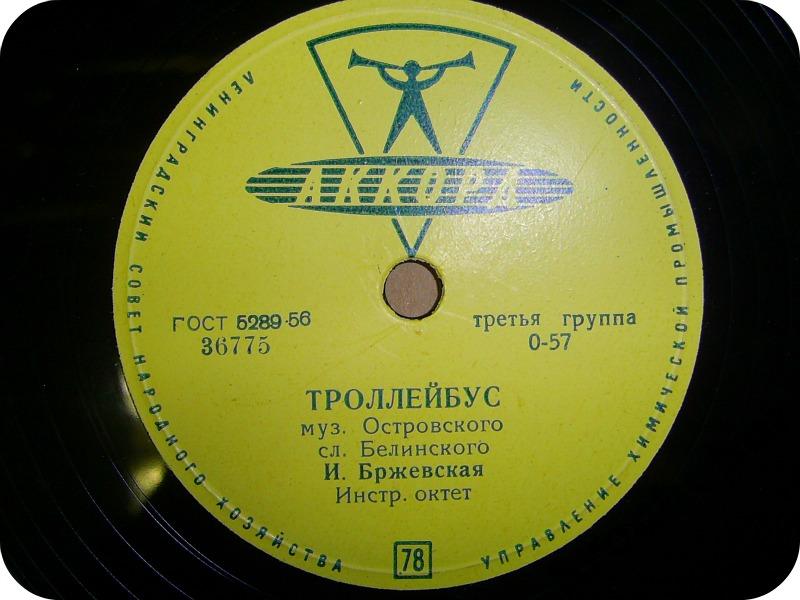 ЛЕНИНГРАДСКИЙ СОВЕТ НАРОДНОГО ХОЗЯЙСТВА
УПРАВЛЕНИЕ ХИМИЧЕСКОЙ ПРОМЫШЛЕННОСТИ
АККОРД
ГОСТ 5289-56
36775
третья группа
0-57
ТРОЛЛЕЙБУС
муз. Островского
сл. Белинского
И. Бржевская
Инстр. октет
78